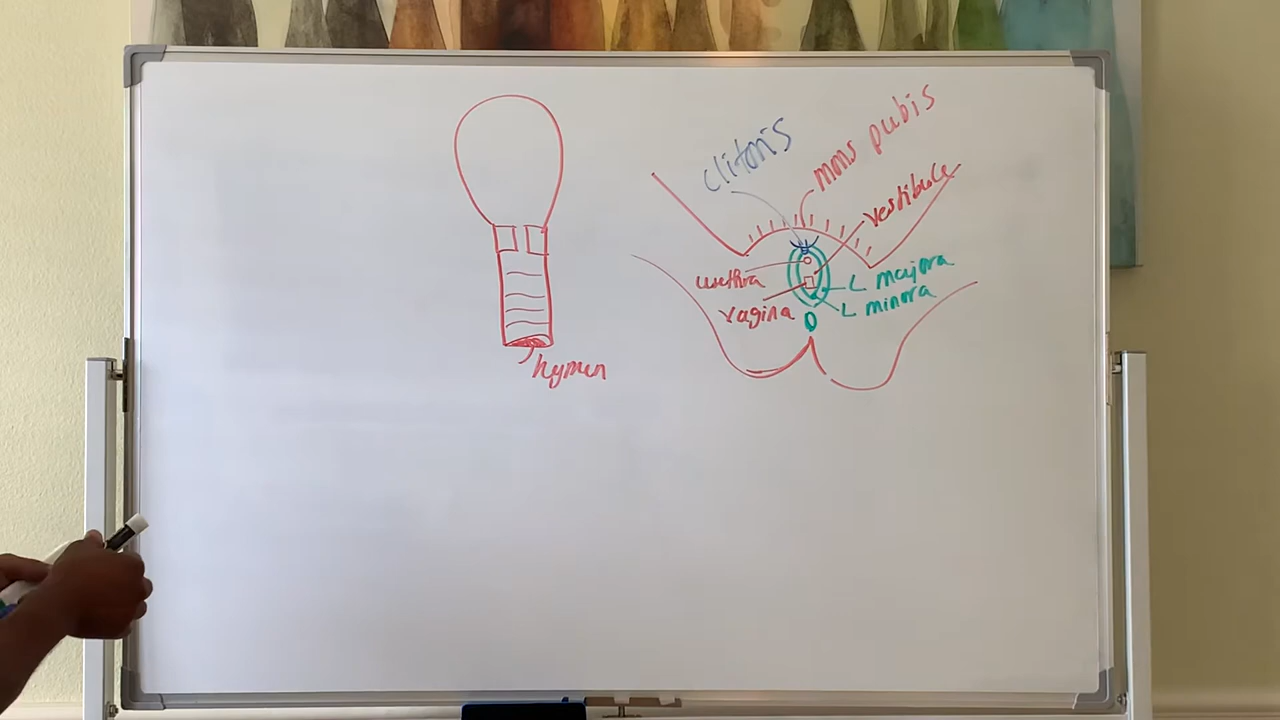 clitoris
mons pubis
vestibule
urethra
L majora
vagina
L minora
hymen